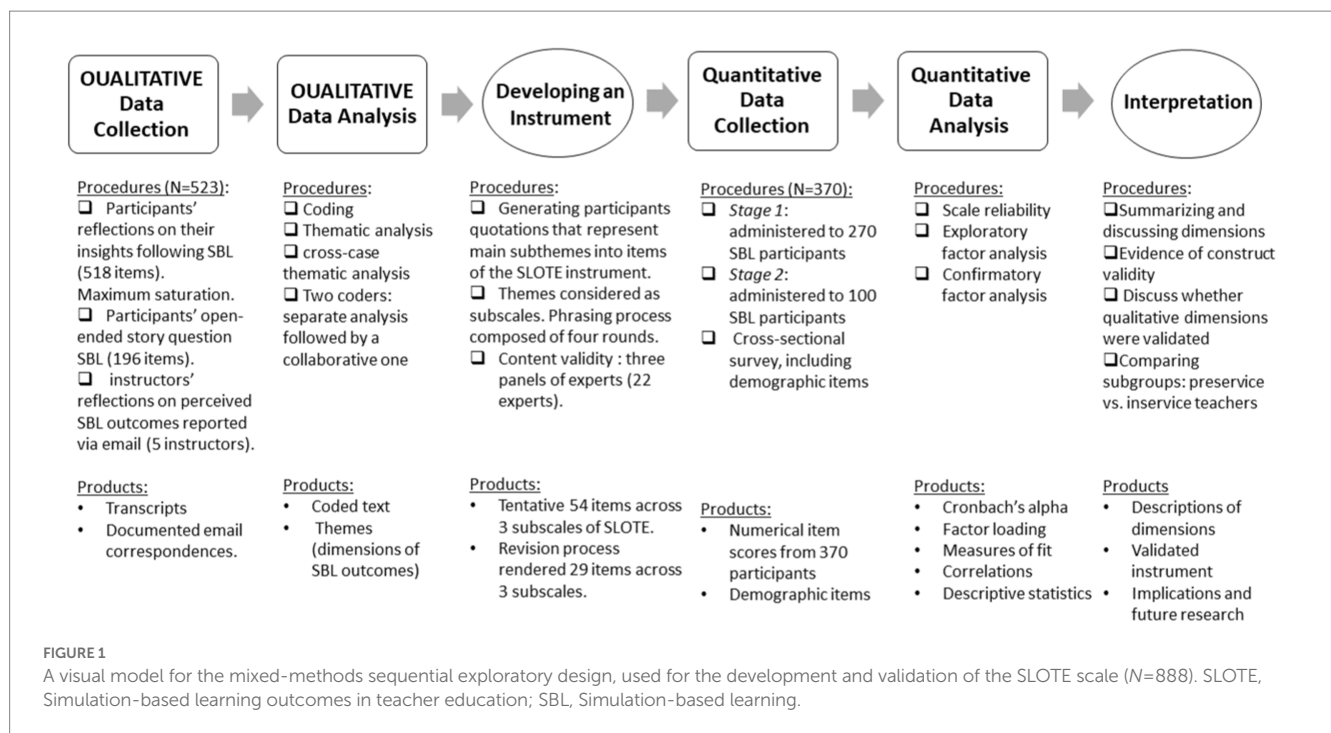 OUALITATIVE
Data
Collection
OUALITATIVE
Data Analysis
Developing an
Instrument
Quantitative
Data
Collection
Quantitative
Data
Analysis
Interpretation
Procedures (N=523):
❑ Participants'
reflections on their
insights following SBL
(518 items).
Maximum saturation.
❑ Participants' open-
ended story question
SBL (196 items).
❑ instructors'
reflections on perceived
SBL outcomes reported
via email (5 instructors).
Products:
• Transcripts
• Documented email
correspondences.
Procedures:
❑ Coding
❑ Thematic analysis
❑ cross-case
thematic analysis
❑ Two coders:
separate analysis
followed by a
collaborative one
Products:
• Coded text
• Themes
(dimensions of
SBL outcomes)
Procedures:
❑ Generating participants
quotations that represent
main subthemes into items
of the SLOTE instrument.
❑ Themes considered as
subscales. Phrasing process
composed of four rounds.
❑ Content validity : three
panels of experts (22
experts).
Products:
• Tentative 54 items across
3 subscales of SLOTE.
• Revision process
rendered 29 items across
3 subscales.
Procedures (N=370):
❑ Stage 1:
administered to 270
SBL participants
❑ Stage 2:
administered to 100
SBL participants
❑ Cross-sectional
survey, including
demographic items
Products:
• Numerical item
scores from 370
participants
• Demographic items
Procedures:
❑ Scale reliability
❑ Exploratory
factor analysis
❑ Confirmatory
factor analysis
Products:
• Cronbach's alpha
• Factor loading
• Measures of fit
• Correlations
• Descriptive statistics
Procedures:
❑Summarizing and
discussing dimensions
❑Evidence of construct
validity
❑ Discuss whether
qualitative dimensions
were validated
❑Comparing
subgroups: preservice
vs. inservice teachers
Products
• Descriptions of
dimensions
• Validated
instrument
• Implications and
future research
FIGURE 1
A visual model for the mixed-methods sequential exploratory design, used for the development and validation of the SLOTE scale (N=888). SLOTE,
Simulation-based learning outcomes in teacher education; SBL, Simulation-based learning.